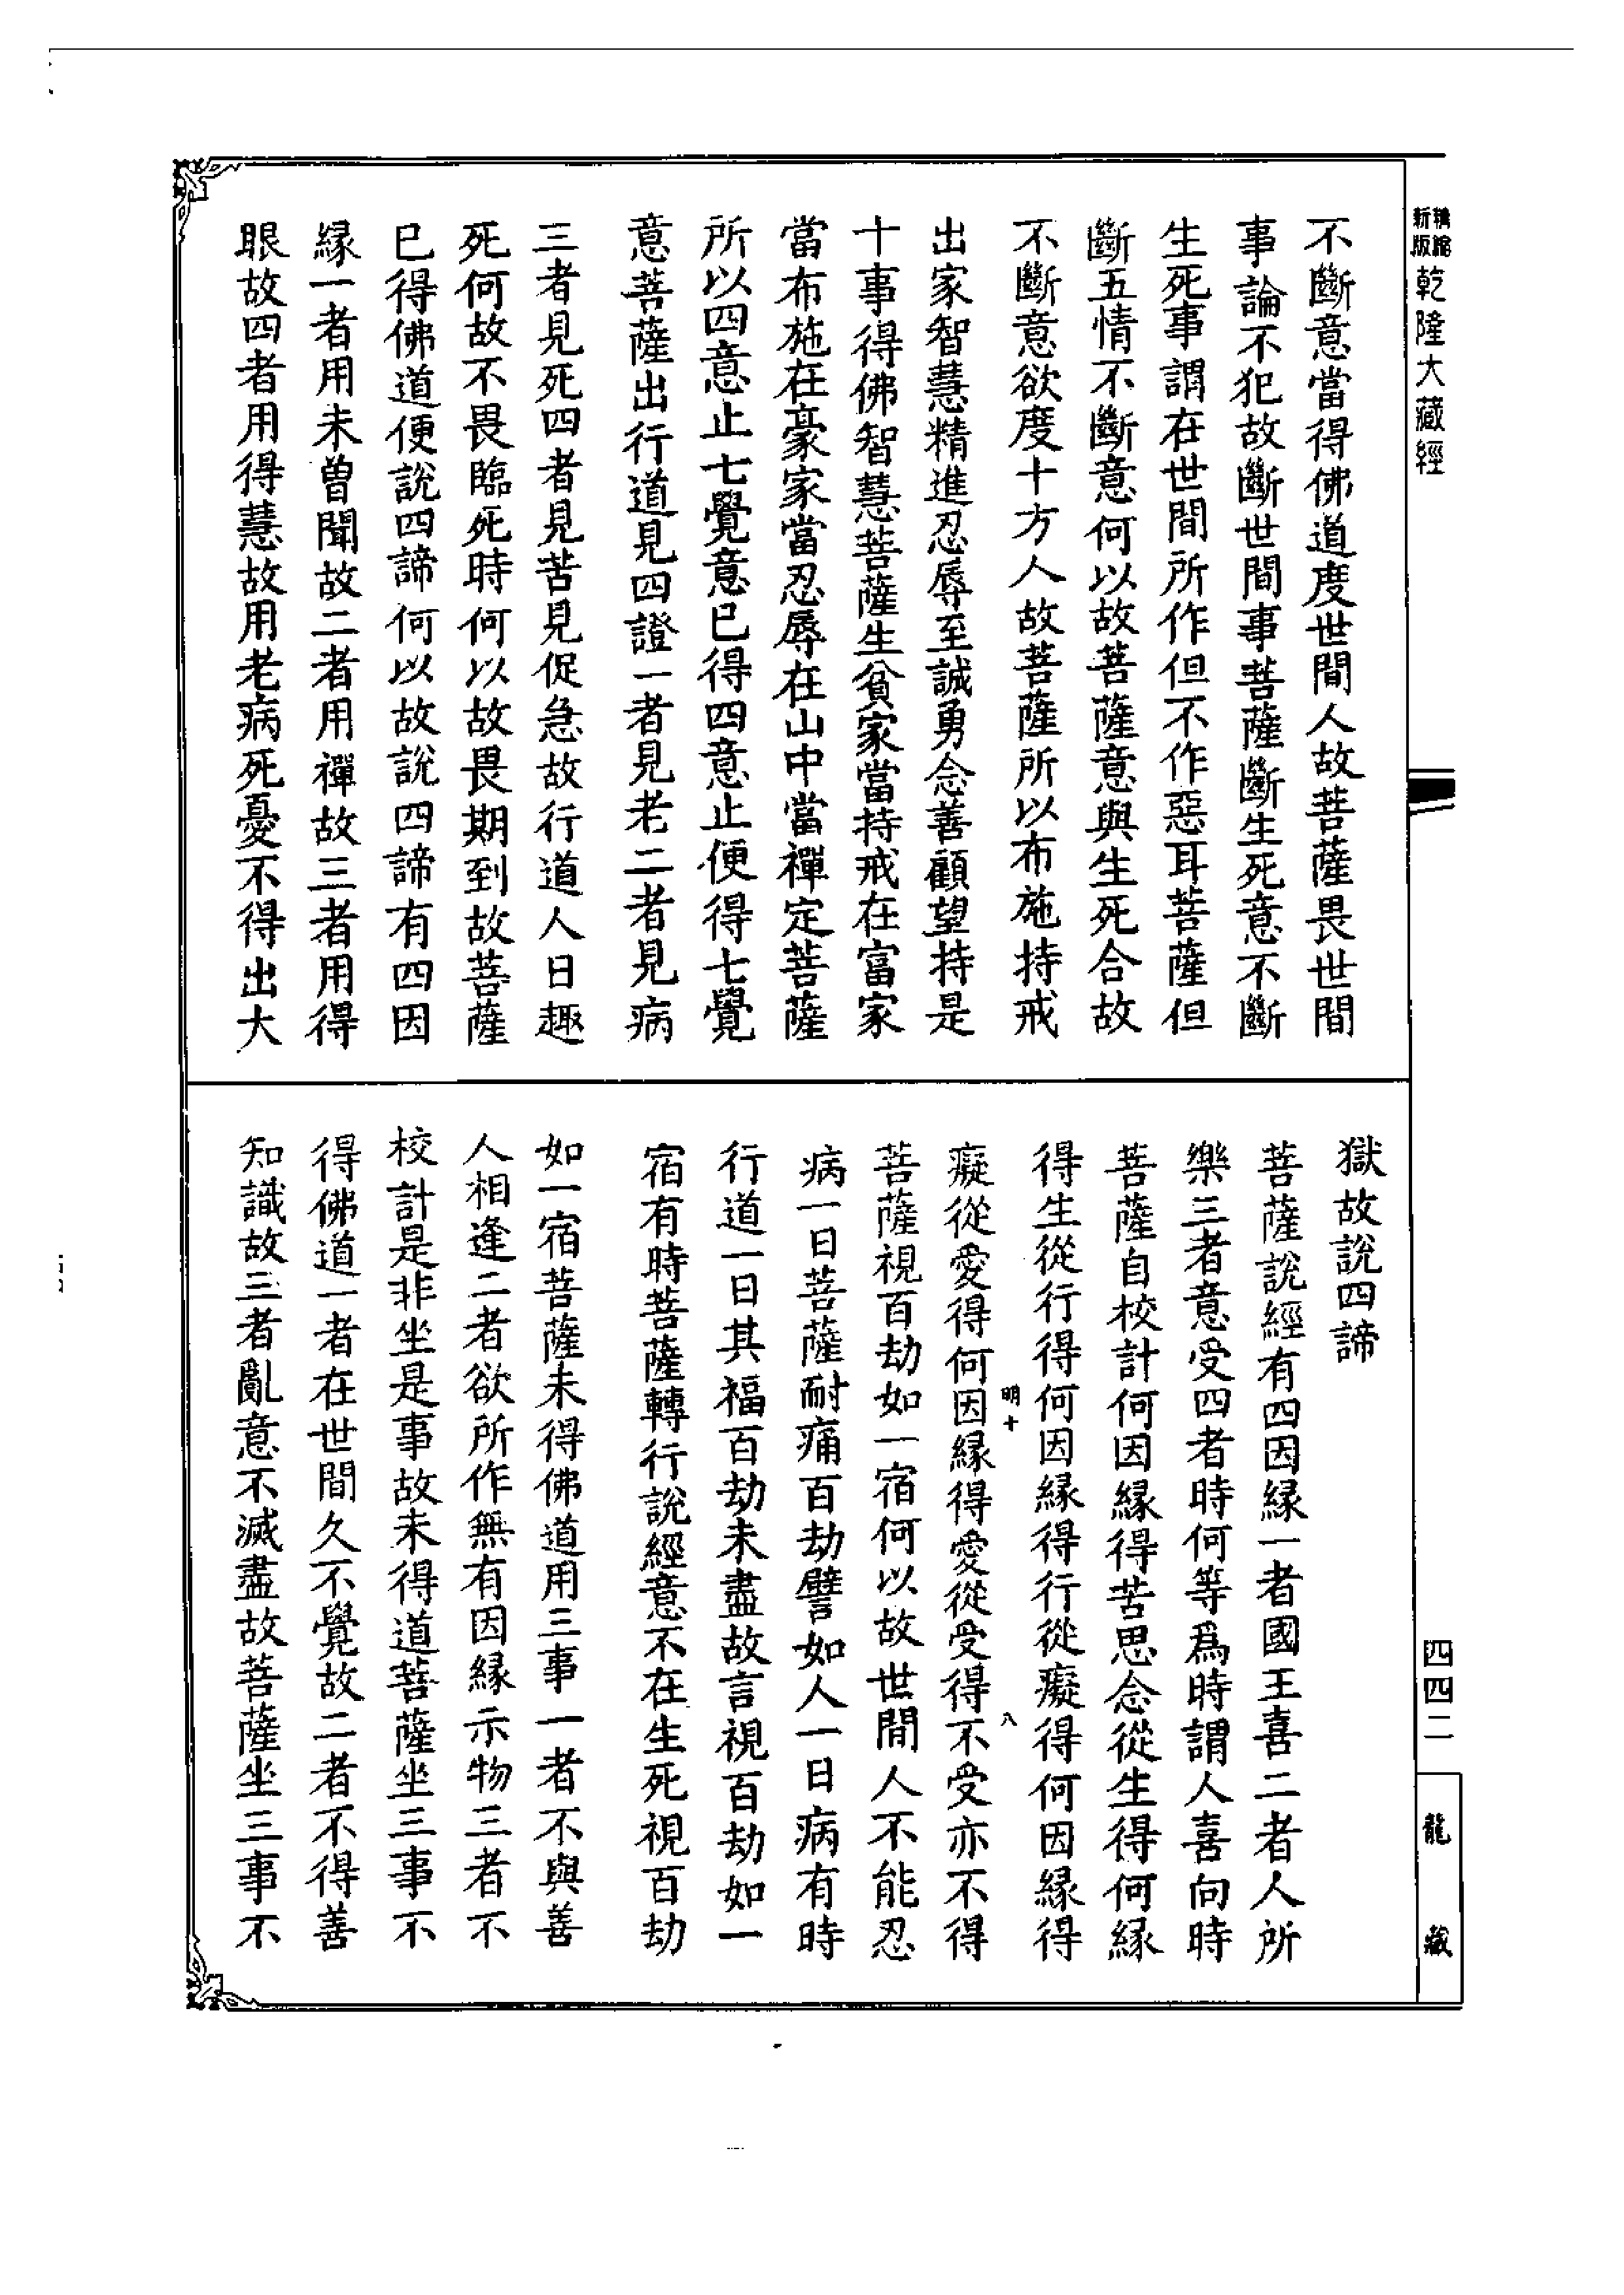 新版精縮乾隆大藏經
不斷意當得佛道度世間人故菩薩畏世間
事論不犯故斷世間事菩薩斷生死意不斷
生死事謂在世間所作但不作惡耳菩薩但
斷五情不斷意何以故菩薩意與生死合故
不斷意欲度十方人故菩薩所以布施持戒
出家智慧精進忍辱至誠勇念善顧望持是
十事得佛智慧菩薩生貧家當持戒在富家
當布施在豪家當忍辱在山中當禪定菩薩
所以四意止七覺意已得四意止便得七覺
意菩薩出行道見四證一者見老二者見病
三者見死四者見苦見促急故行道人日趣
死何故不畏臨死時何以故畏期到故菩薩
已得佛道便說四諦何以故說四諦有四因
緣一者用未曾聞故二者用禪故三者用得
眼故四者用得慧故用老病死憂不得出大
獄故說四諦
菩薩說經有四因緣一者國王喜二者人所
樂三者意受四者時何等爲時謂人喜向時
菩薩自校計何因緣得苦思念從生得何緣
得生從行得何因緣得行從癡得何因緣得
明十 八
癡從愛得何因緣得愛從受得不受亦不得
菩薩視百劫如一宿何以故世間人不能忍
病一日菩薩耐痛百劫譬如人一日病有時
行道一日其福百劫未盡故言視百劫如一
宿有時菩薩轉行說經意不在生死視百劫
如一宿菩薩未得佛道用三事一者不與善
人相逢二者欲所作無有因緣示物三者不
校計是非坐是事故未得道菩薩坐三事不
得佛道一者在世間久不覺故二者不得善
知識故三者亂意不滅盡故菩薩坐三事不
四四二
龍藏